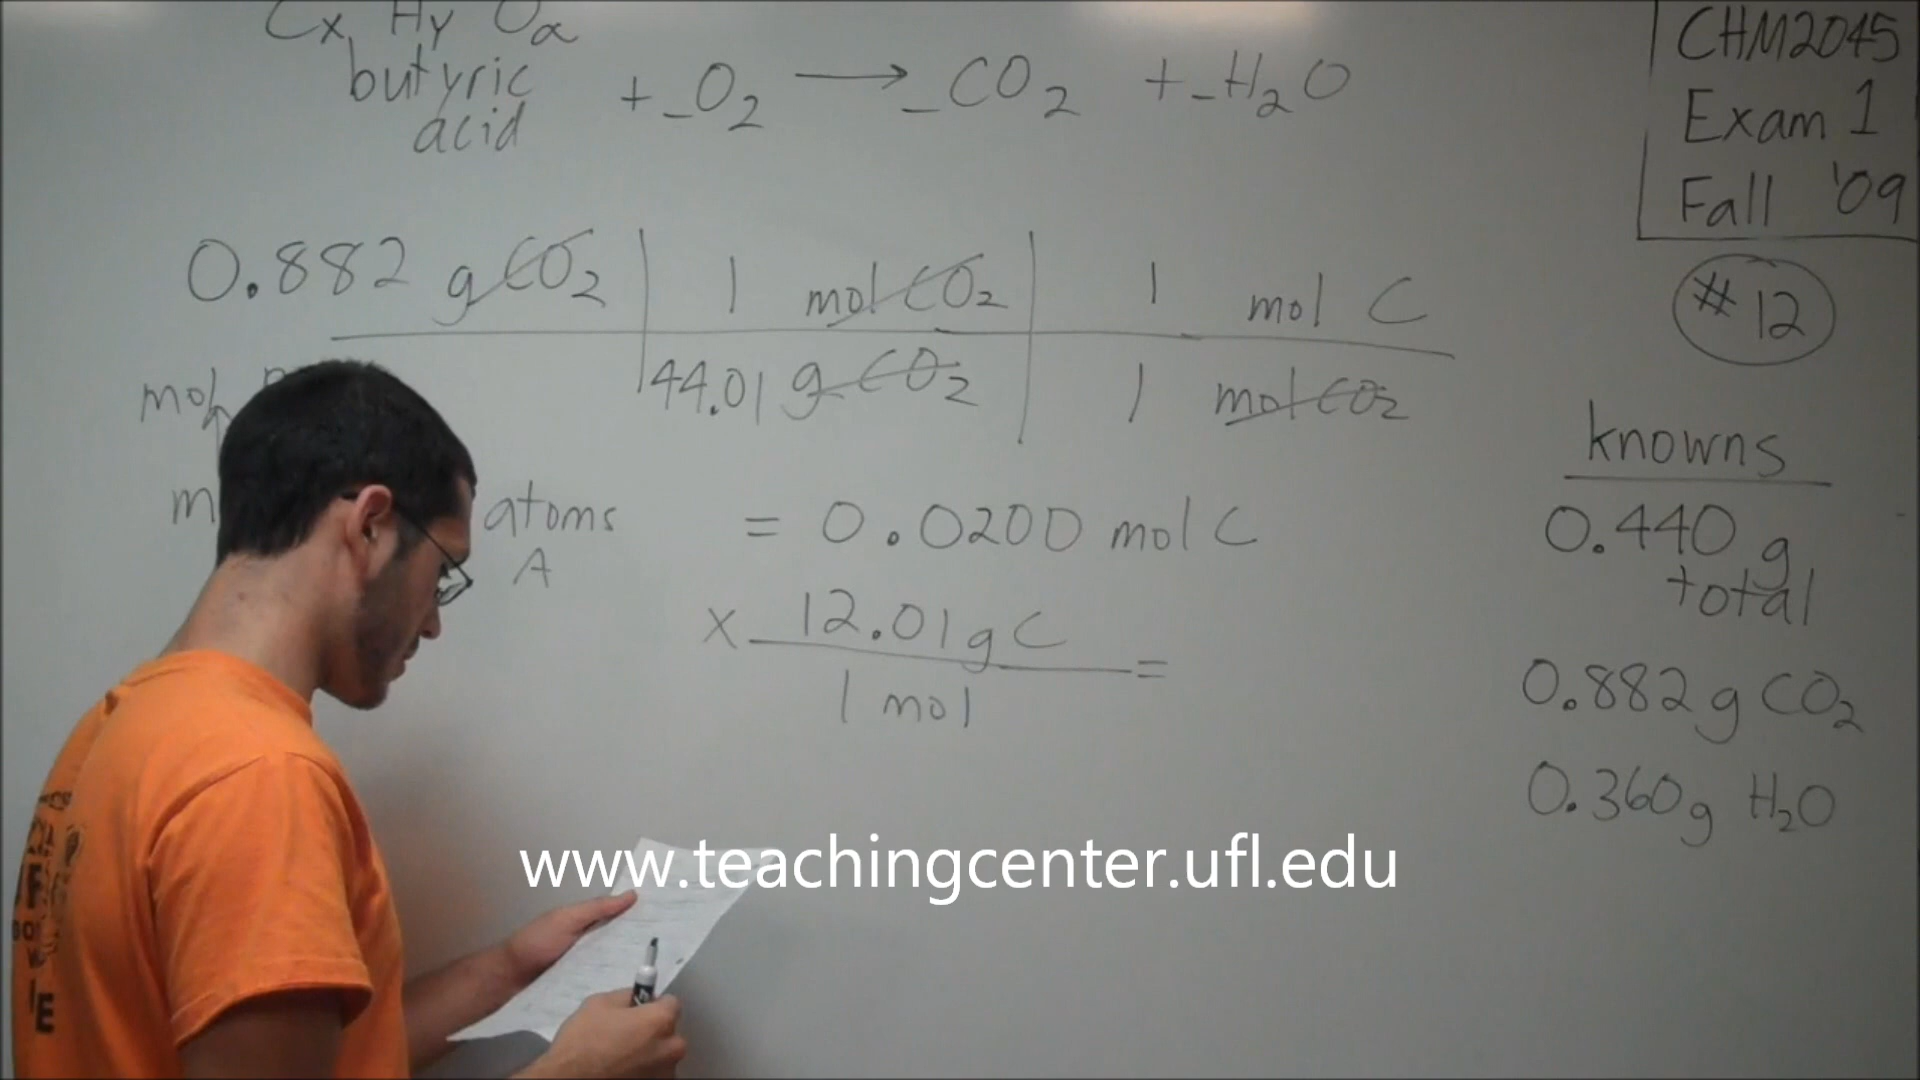 Cx Hy Oz
butyric
acid
+ _O2 → _CO2 + _H2O
CHM2045
Exam 1
Fall '09
# 12
0.882 g CO2 | 1 mol CO2 | 1 mol C
44.01 g CO2 | 1 mol CO2
atoms
A
= 0.0200 mol C
x 12.01 g C =
1 mol
knowns
0.440 g
total
0.882 g CO2
0.360 g H2O
www.teachingcenter.ufl.edu